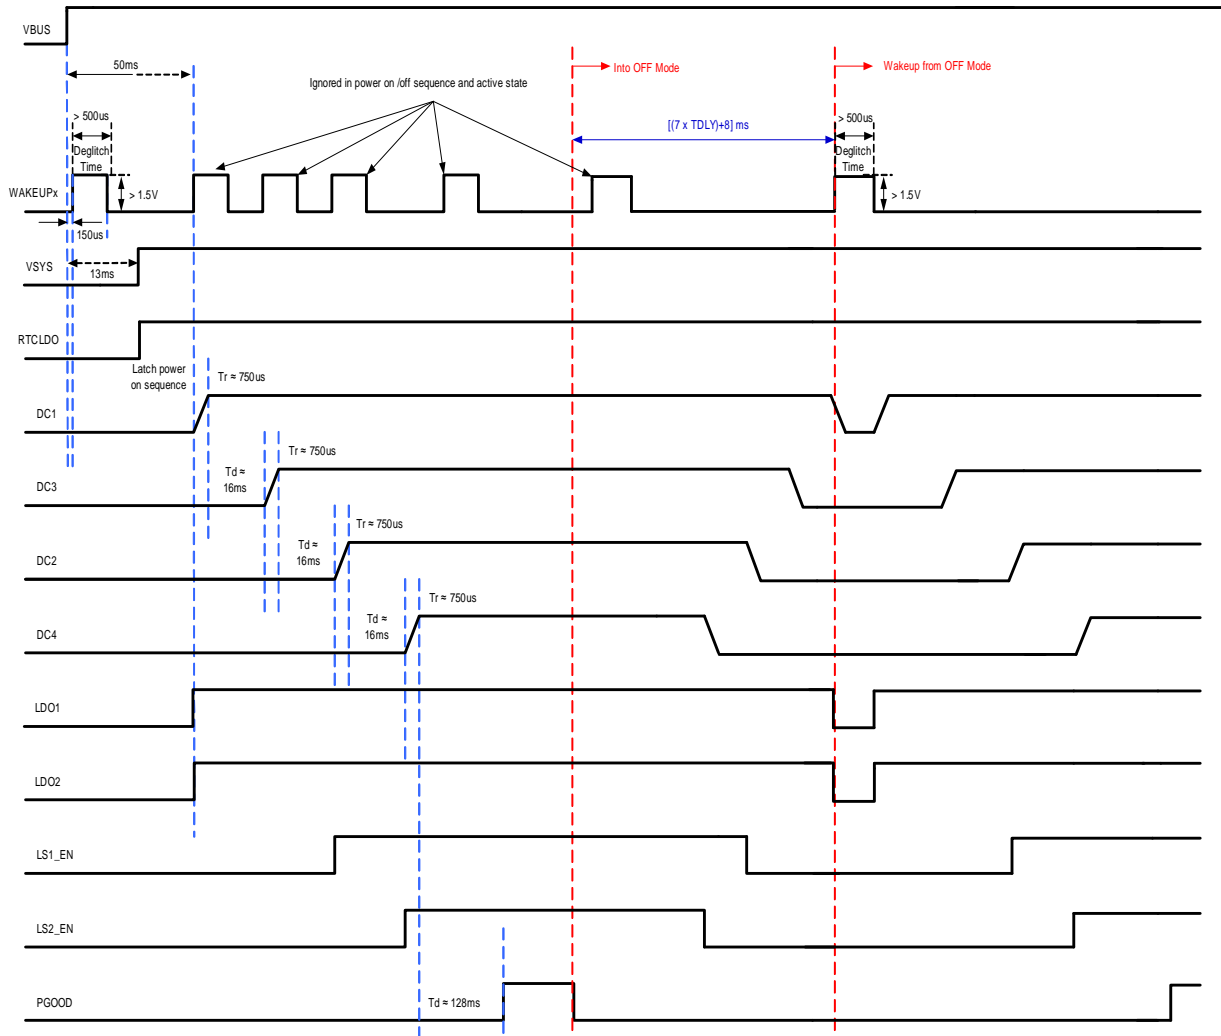 VBUS
50ms
Into OFF Mode
Wakeup from OFF Mode
Ignored in power on /off sequence and active state
> 500us
Deglitch
Time
[(7 x TDLY)+8] ms
> 500us
Deglitch
Time
WAKEUPx
> 1.5V
> 1.5V
150us
VSYS
13ms
RTCLDO
Latch power
on sequence
Tr ≈ 750us
DC1
Tr ≈ 750us
Td ≈
16ms
DC3
Tr ≈ 750us
Td ≈
16ms
DC2
Tr ≈ 750us
Td ≈
16ms
DC4
LDO1
LDO2
LS1_EN
LS2_EN
PGOOD
Td ≈ 128ms